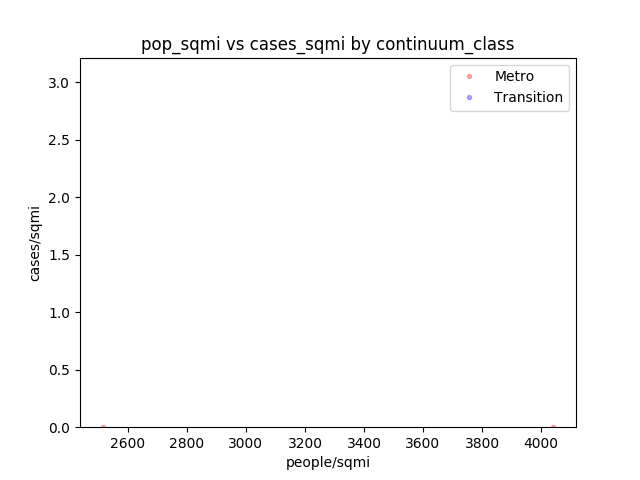 pop_sqmi vs cases_sqmi by continuum_class
Metro
Transition
cases/sqmi
3.0
2.5
2.0
1.5
1.0
0.5
0.0
2600 2800 3000 3200 3400 3600 3800 4000
people/sqmi